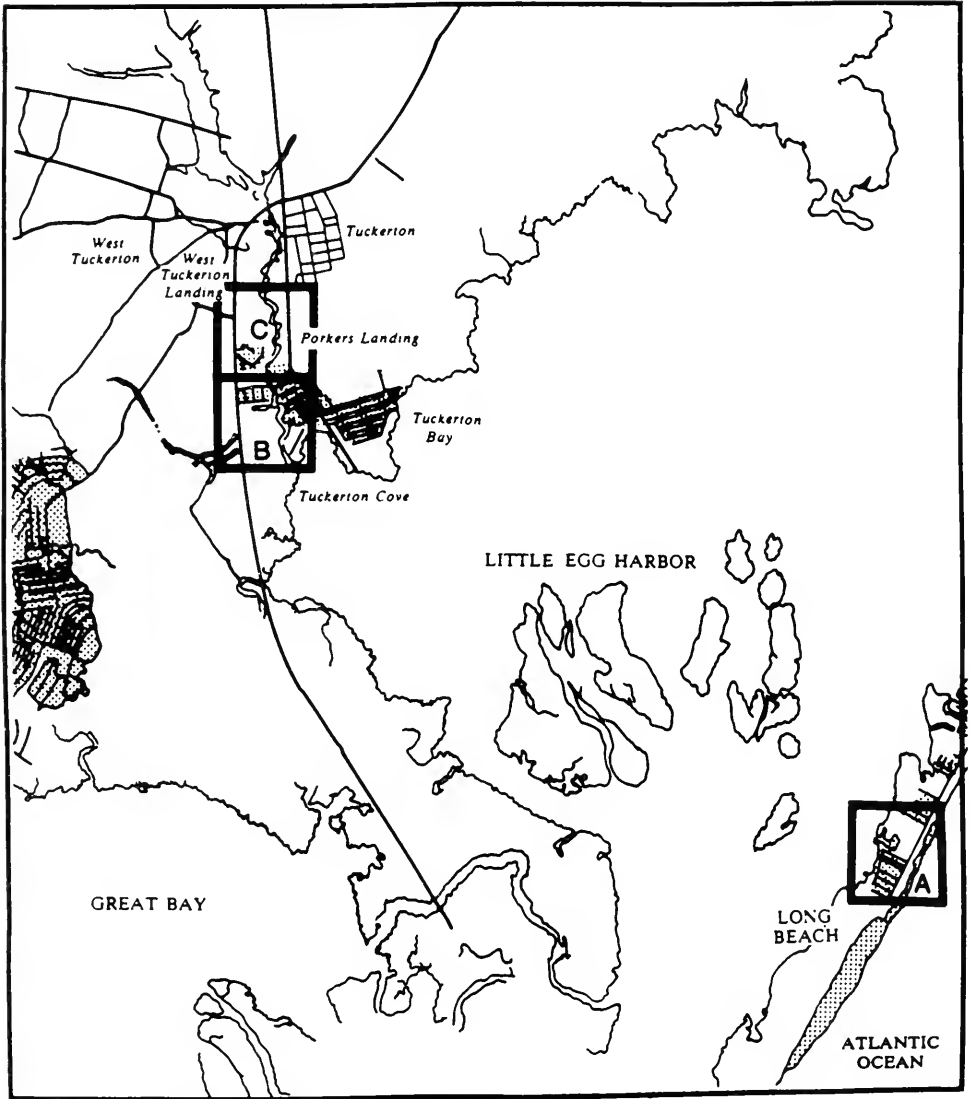 Tuckerton
West
Tuckerton
West
Tuckerton
Landing
C
Porkers Landing
Tuckerton
Bay
B
Tuckerton Cove
LITTLE EGG HARBOR
A
GREAT BAY
LONG
BEACH
ATLANTIC
OCEAN